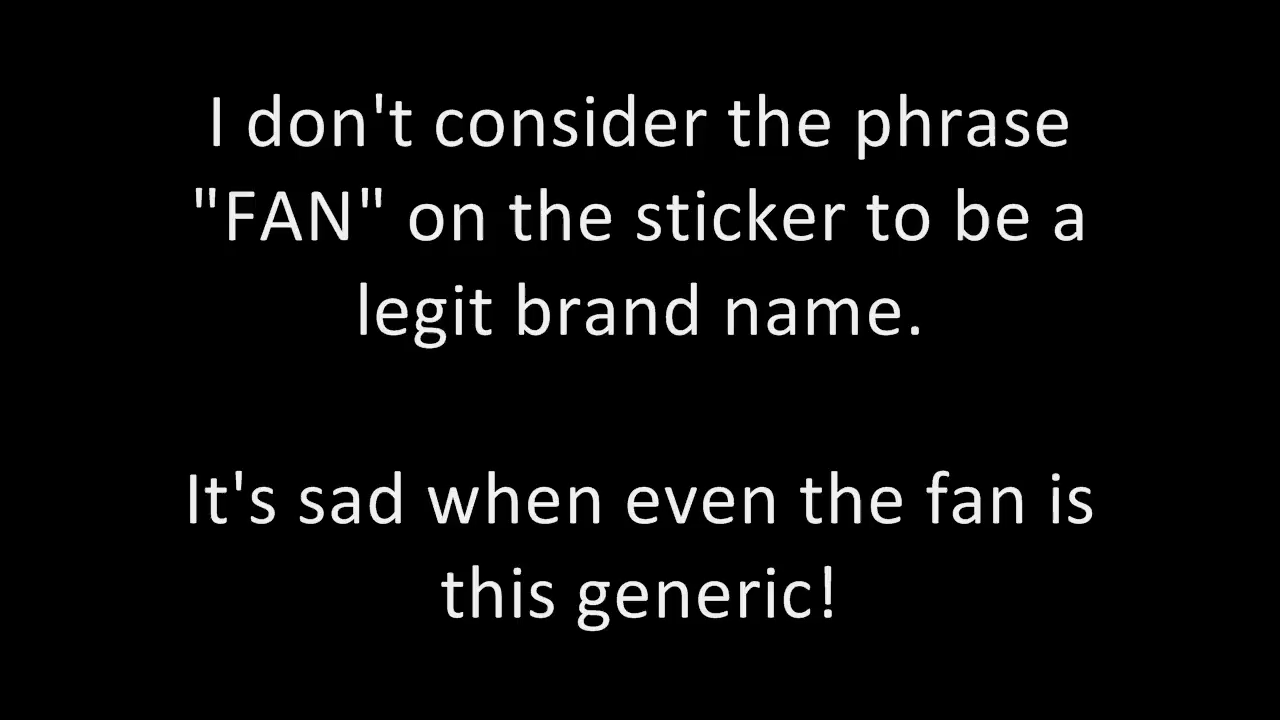 I don't consider the phrase
"FAN" on the sticker to be a
legit brand name.
It's sad when even the fan is
this generic!